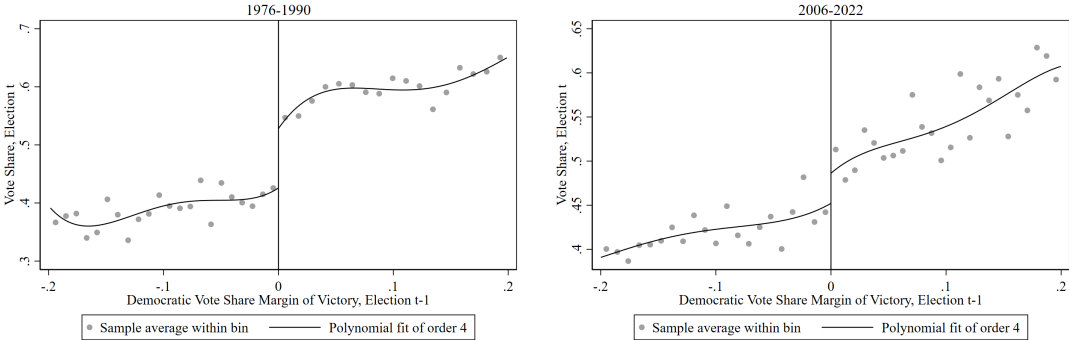 1976-1990
Vote Share, Election t
.7
.6
.5
.4
.3
-.2 -.1 0 .1 .2
Democratic Vote Share Margin of Victory, Election t-1
Sample average within bin Polynomial fit of order 4
2006-2022
Vote Share, Election t
.65
.6
.55
.5
.45
.4
-.2 -.1 0 .1 .2
Democratic Vote Share Margin of Victory, Election t-1
Sample average within bin Polynomial fit of order 4